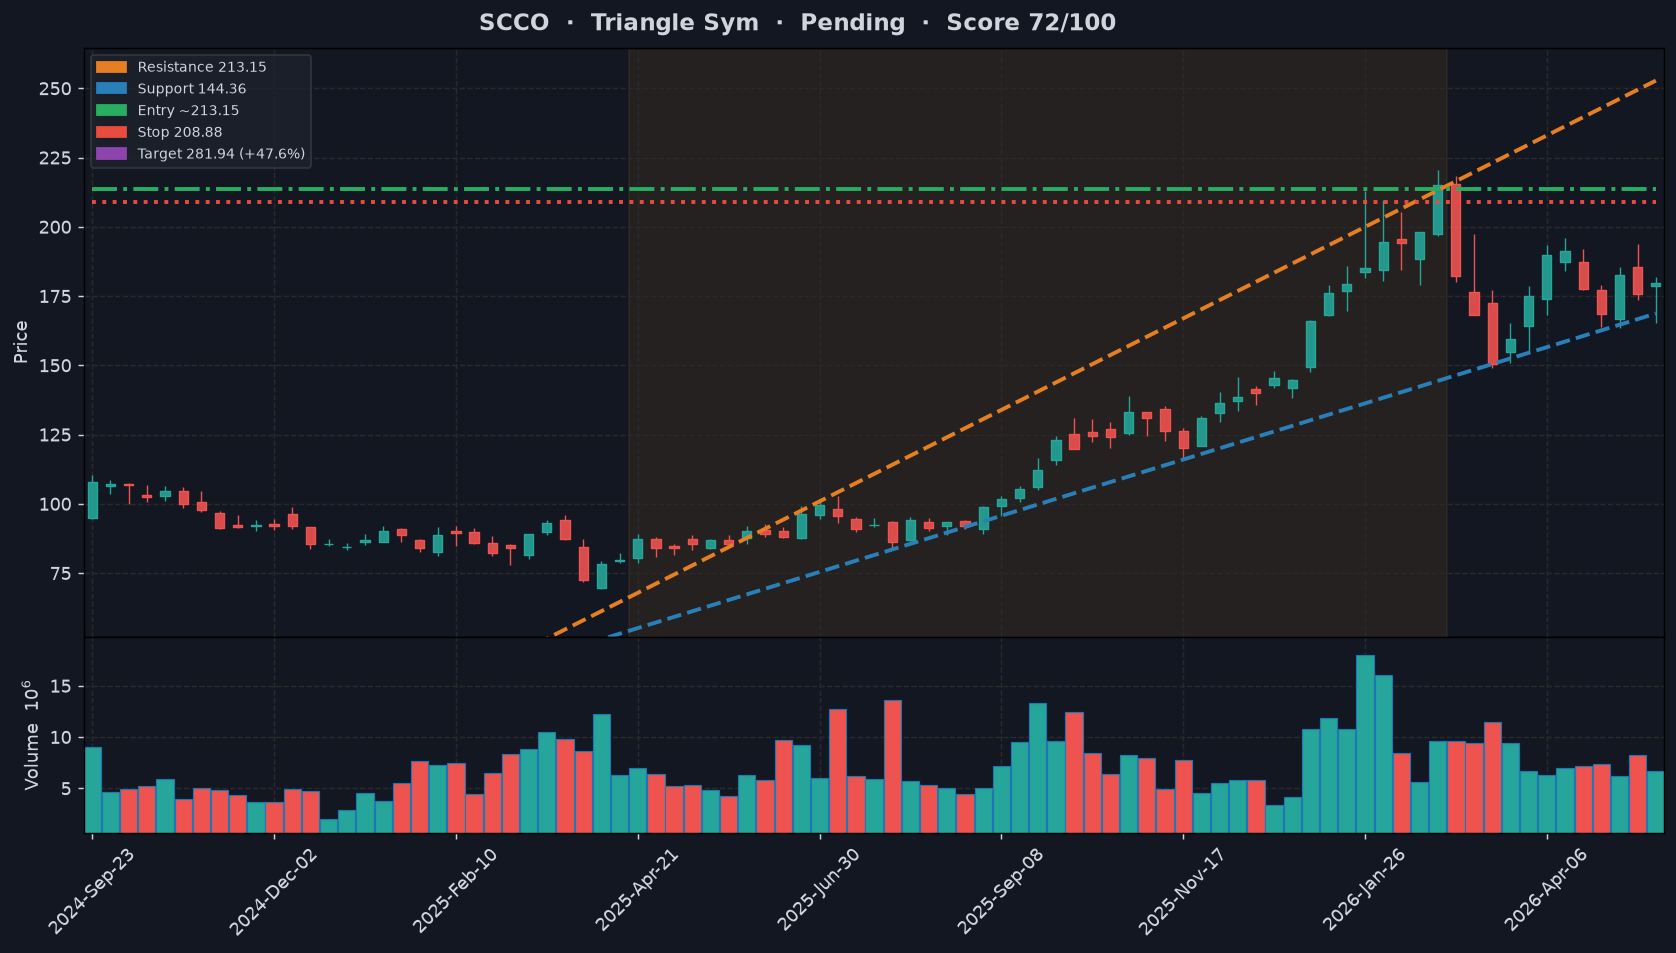 SCCO · Triangle Sym · Pending · Score 72/100
Resistance 213.15
Support 144.36
Entry ~213.15
Stop 208.88
Target 281.94 (+47.6%)
Price
250
225
200
175
150
125
100
75
Volume 10⁶
15
10
5
2024-Sep-23
2024-Dec-02
2025-Feb-10
2025-Apr-21
2025-Jun-30
2025-Sep-08
2025-Nov-17
2026-Jan-26
2026-Apr-06